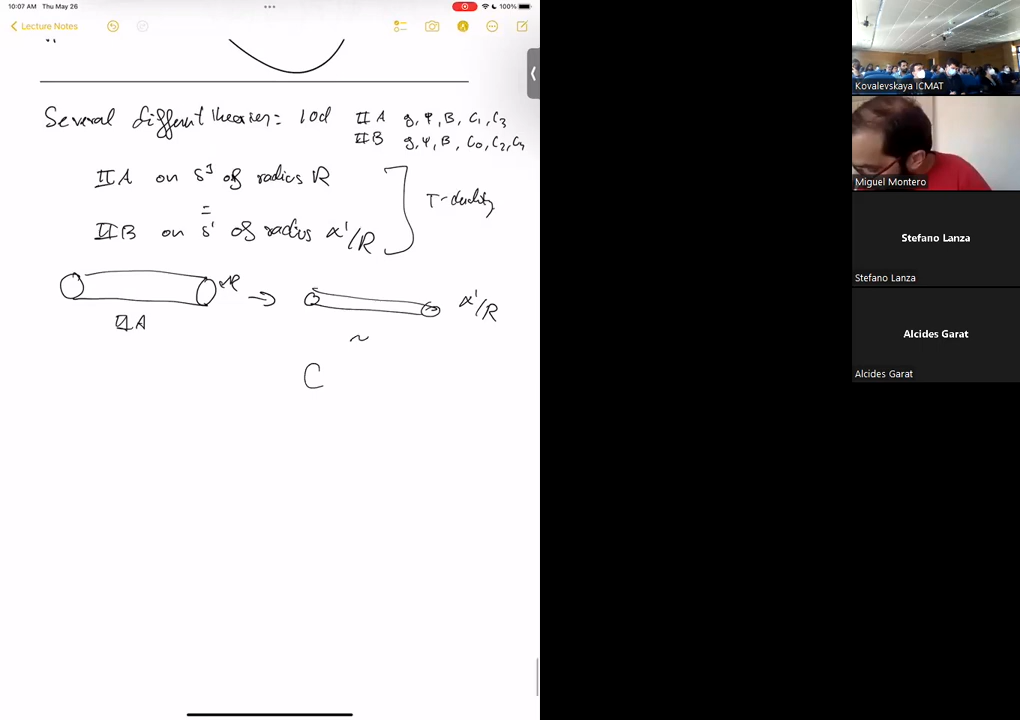 10:07 AM Thu May 26
100%
Lecture Notes
Several different theories: 10d IIA g, φ, B, C₁, C₃
IIB g, φ, B, C₀, C₂, C₄
IIA on S¹ of radius R
=
IIB on S¹ of radius α'/R
T-duality
R → α'/R
IIA
~
C
Kovalevskaya ICMAT
Miguel Montero
Stefano Lanza
Stefano Lanza
Alcides Garat
Alcides Garat